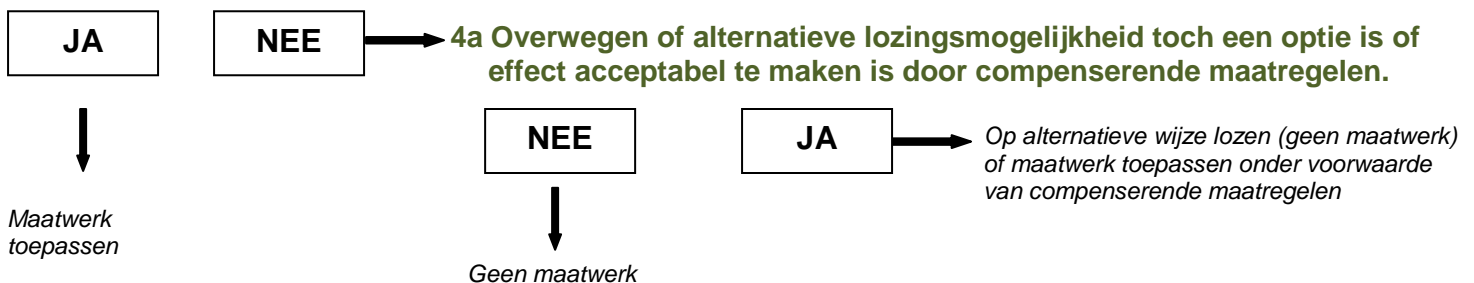 JA
NEE
4a Overwegen of alternatieve lozingsmogelijkheid toch een optie is of
effect acceptabel te maken is door compenserende maatregelen.
NEE
JA
Op alternatieve wijze lozen (geen maatwerk)
of maatwerk toepassen onder voorwaarde
van compenserende maatregelen
Maatwerk
toepassen
Geen maatwerk